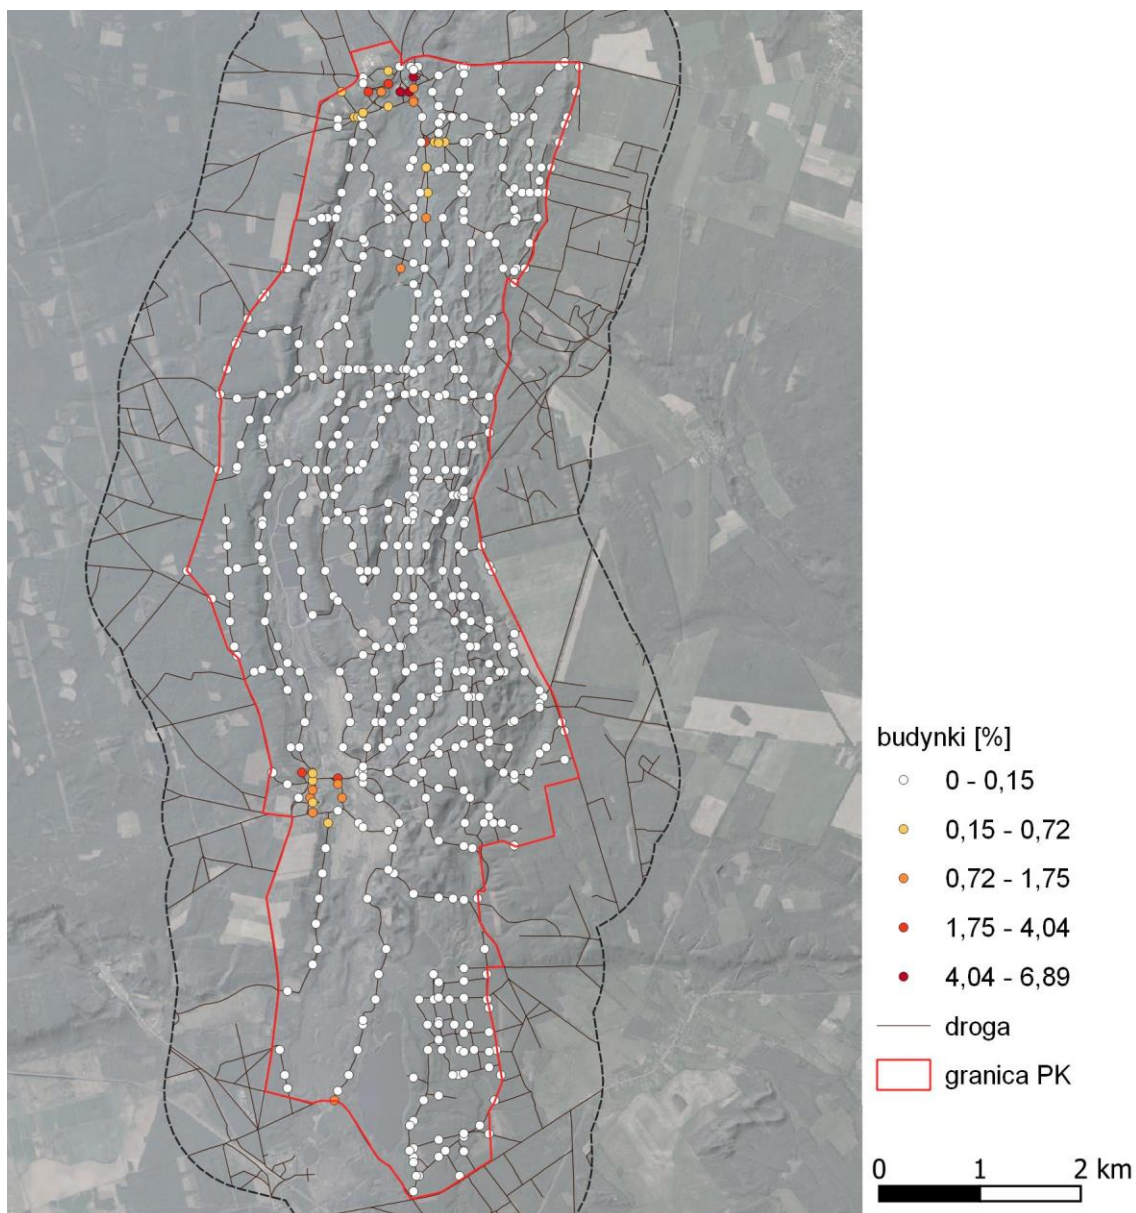 budynki [%]
0 - 0,15
0,15 - 0,72
0,72 - 1,75
1,75 - 4,04
4,04 - 6,89
droga
granica PK
0 1 2 km